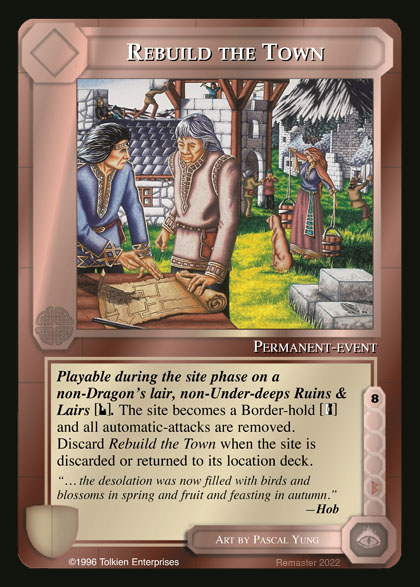 REBUILD THE TOWN
PERMANENT-EVENT
Playable during the site phase on a
non-Dragon's lair, non-Under-deeps Ruins &
Lairs []. The site becomes a Border-hold []
and all automatic-attacks are removed.
Discard Rebuild the Town when the site is
discarded or returned to its location deck.
“… the desolation was now filled with birds and
blossoms in spring and fruit and feasting in autumn.”
–Hob
8
ART BY PASCAL YUNG
©1996 Tolkien Enterprises
Remaster 2022